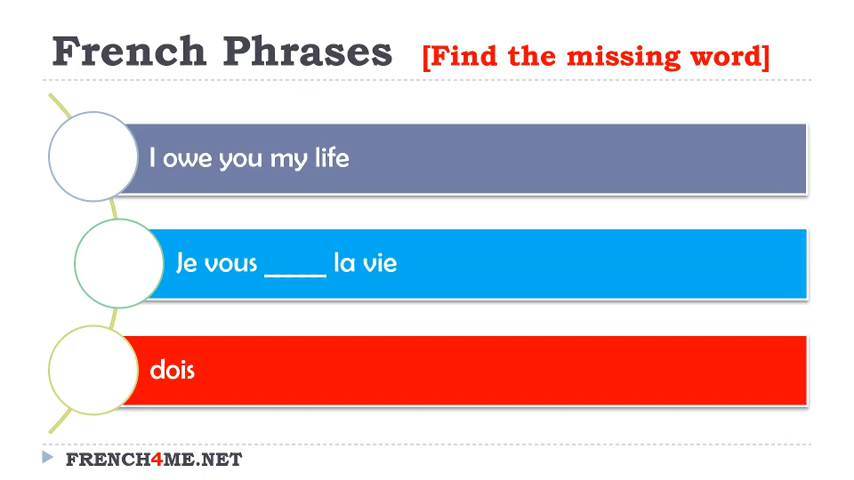 French Phrases [Find the missing word]
I owe you my life
Je vous _____ la vie
dois
FRENCH4ME.NET